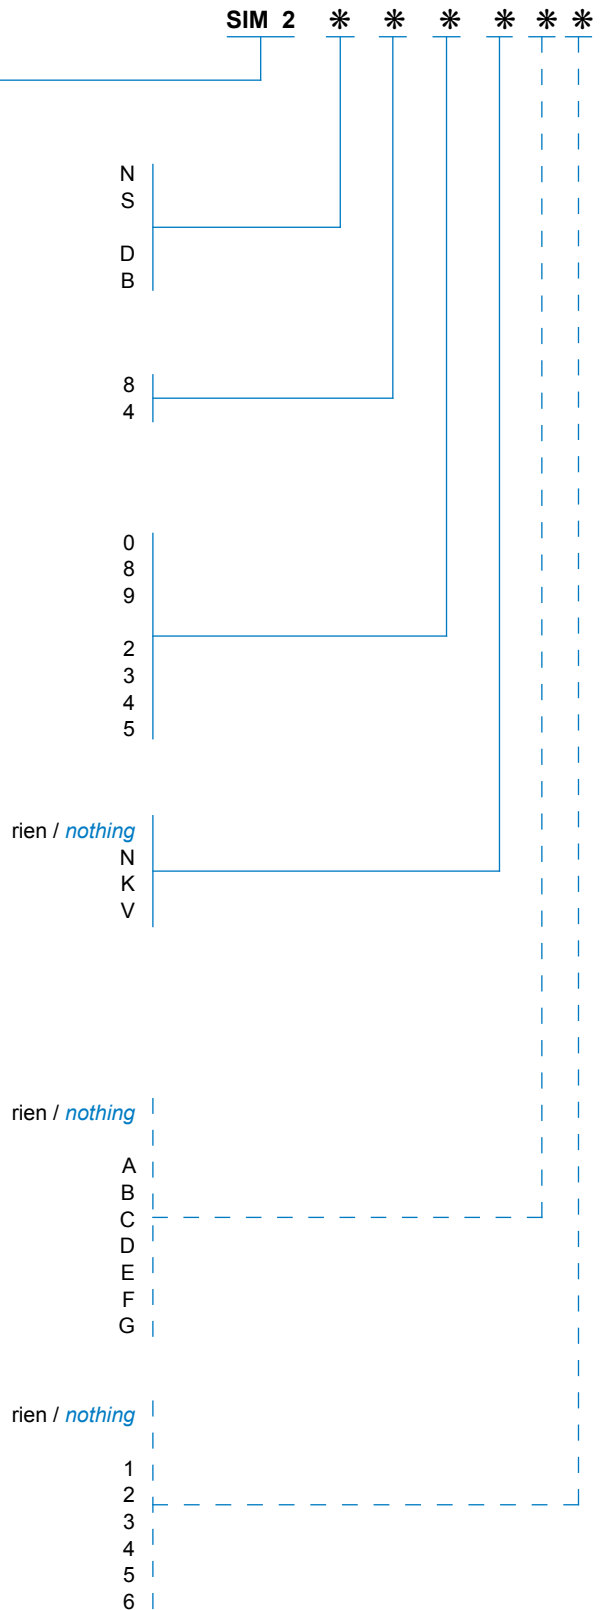 SIM 2 ❋ ❋ ❋ ❋ ❋ ❋
N
S
D
B
8
4
0
8
9
2
3
4
5
rien / nothing
N
K
V
rien / nothing
A
B
C
D
E
F
G
rien / nothing
1
2
3
4
5
6